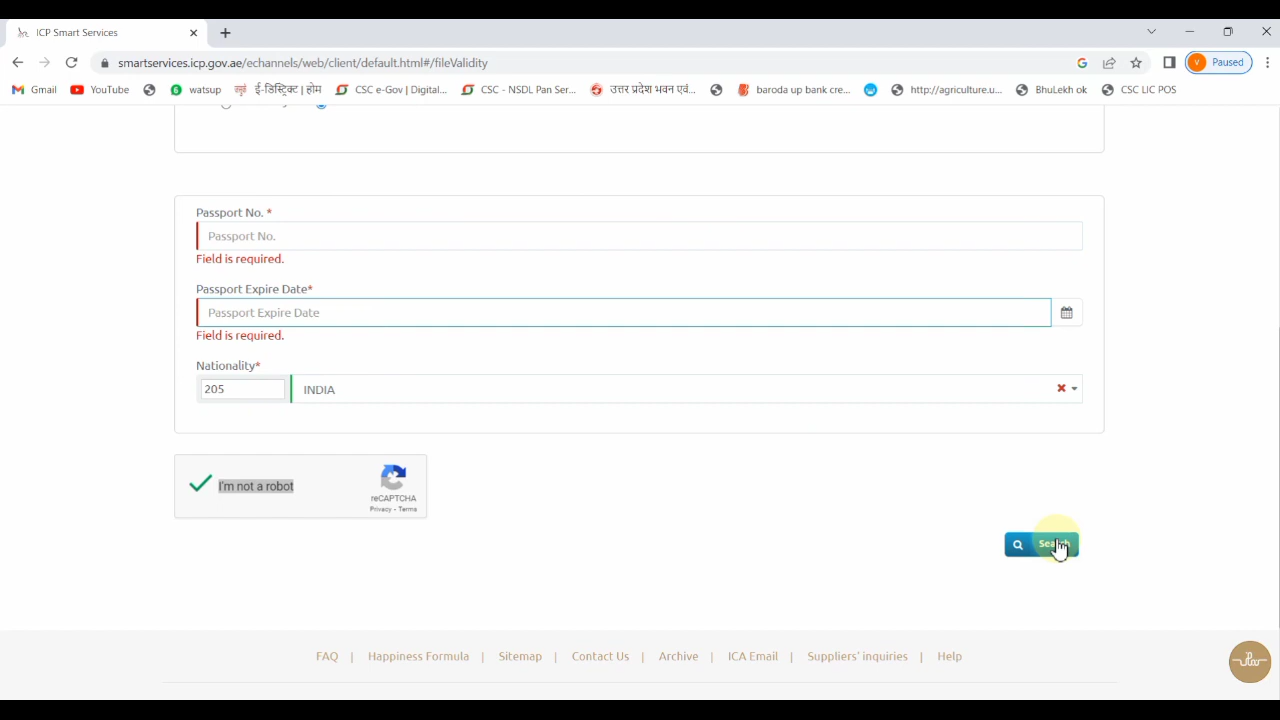 ICP Smart Services
smartservices.icp.gov.ae/echannels/web/client/default.html#/fileValidity
V Paused
Gmail YouTube watsup ई-डिस्ट्रिक्ट | होम CSC e-Gov | Digital... CSC - NSDL Pan Ser... उत्तर प्रदेश भवन एवं... baroda up bank cre... http://agriculture.u... BhuLekh ok CSC LIC POS
Passport No. *
Passport No.
Field is required.
Passport Expire Date*
Passport Expire Date
Field is required.
Nationality*
205 INDIA
I'm not a robot
reCAPTCHA
Privacy - Terms
Search
FAQ | Happiness Formula | Sitemap | Contact Us | Archive | ICA Email | Suppliers' inquiries | Help